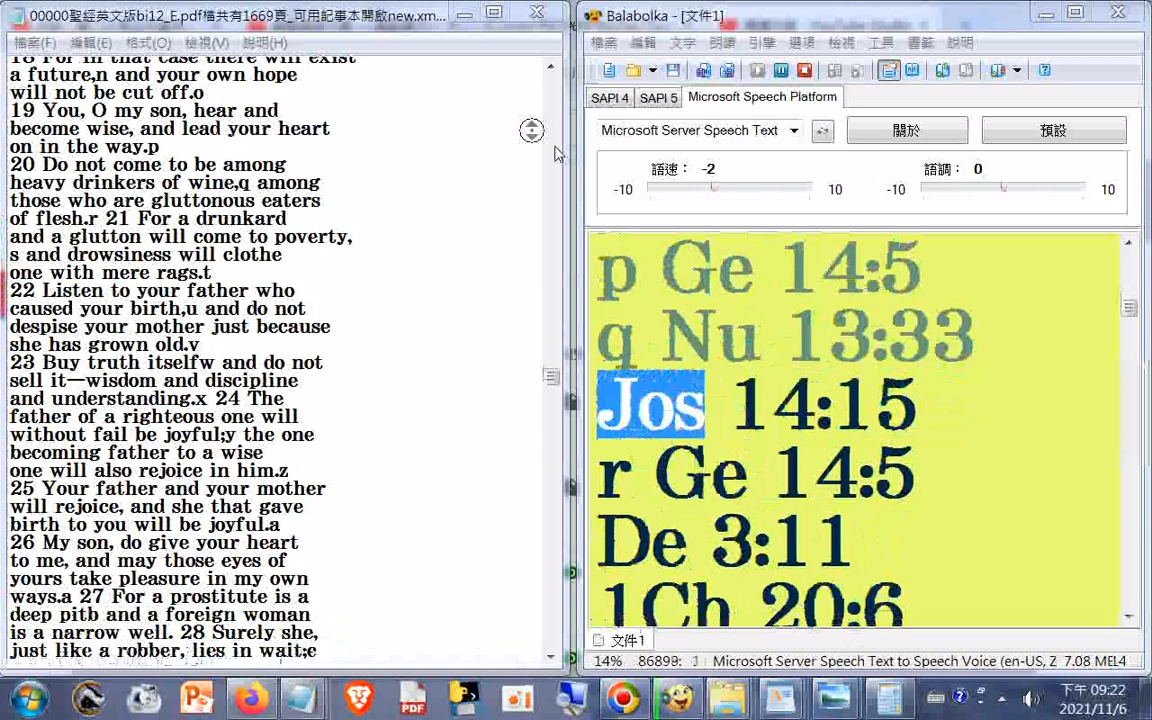 00000聖經英文版bi12_E.pdf檔共有1669頁_可用記事本開啟new.xm...
檔案(F) 編輯(E) 格式(O) 檢視(V) 說明(H)
18 For in that case there will exist
a future,n and your own hope
will not be cut off.o
19 You, O my son, hear and
become wise, and lead your heart
on in the way.p
20 Do not come to be among
heavy drinkers of wine,q among
those who are gluttonous eaters
of flesh.r 21 For a drunkard
and a glutton will come to poverty,
s and drowsiness will clothe
one with mere rags.t
22 Listen to your father who
caused your birth,u and do not
despise your mother just because
she has grown old.v
23 Buy truth itselfw and do not
sell it—wisdom and discipline
and understanding.x 24 The
father of a righteous one will
without fail be joyful;y the one
becoming father to a wise
one will also rejoice in him.z
25 Your father and your mother
will rejoice, and she that gave
birth to you will be joyful.a
26 My son, do give your heart
to me, and may those eyes of
yours take pleasure in my own
ways.a 27 For a prostitute is a
deep pitb and a foreign woman
is a narrow well. 28 Surely she,
just like a robber, lies in wait;c
Balabolka - [文件1]
檔案 編輯 文字 朗讀 引擎 選項 檢視 工具 書籤 說明
SAPI 4 SAPI 5 Microsoft Speech Platform
Microsoft Server Speech Text 關於 預設
語速： -2 語調： 0
-10 10 -10 10
p Ge 14:5
q Nu 13:33
Jos 14:15
r Ge 14:5
De 3:11
1Ch 20:6
文件1
14% 86898: 1 Microsoft Server Speech Text to Speech Voice (en-US, Z 7.08 MEL4
PDF
下午 09:22
2021/11/6